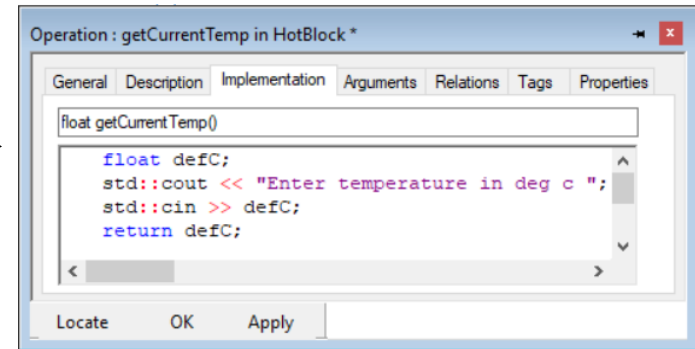 Operation : getCurrentTemp in HotBlock *
General Description Implementation Arguments Relations Tags Properties
float getCurrentTemp()
float defC;
std::cout << "Enter temperature in deg c ";
std::cin >> defC;
return defC;
Locate OK Apply